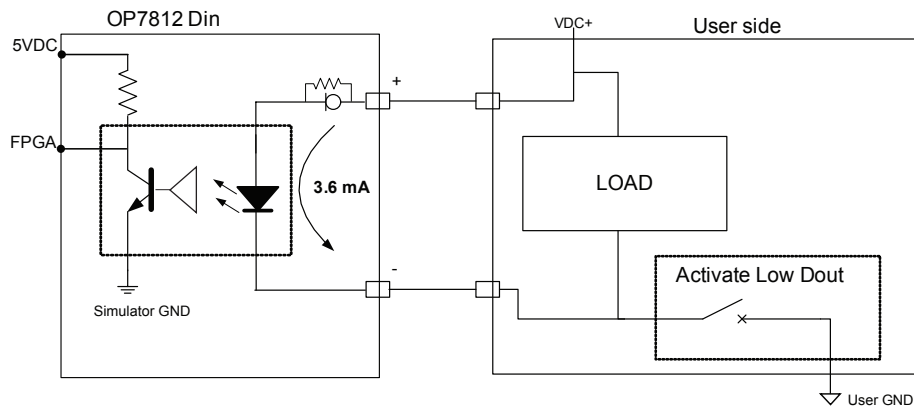 OP7812 Din
User side
VDC+
5VDC
+
FPGA
LOAD
3.6 mA
-
Activate Low Dout
Simulator GND
User GND